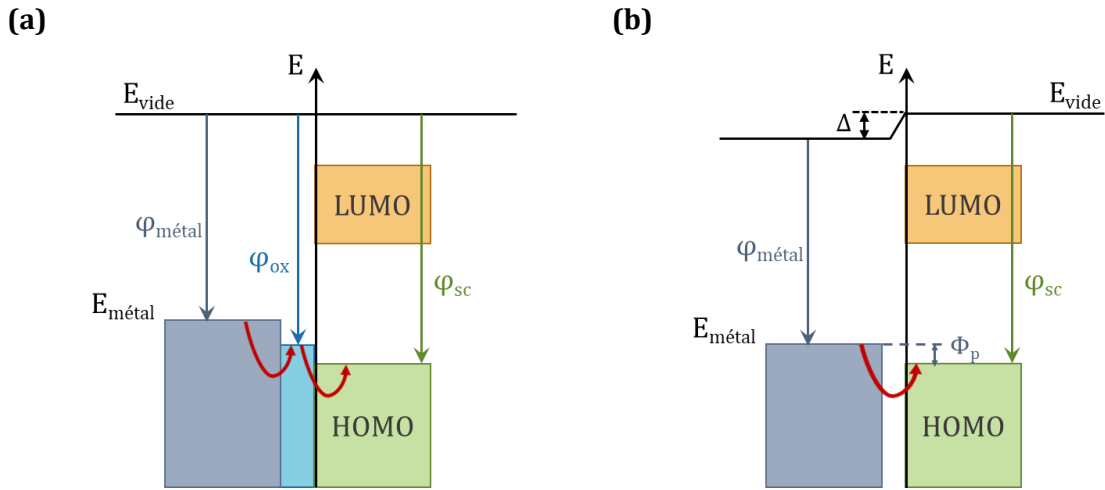 (a)
(b)
E
E
E_vide
E_vide
Δ
LUMO
LUMO
φ_métal
φ_ox
φ_métal
φ_sc
φ_sc
E_métal
E_métal
Φ_p
HOMO
HOMO